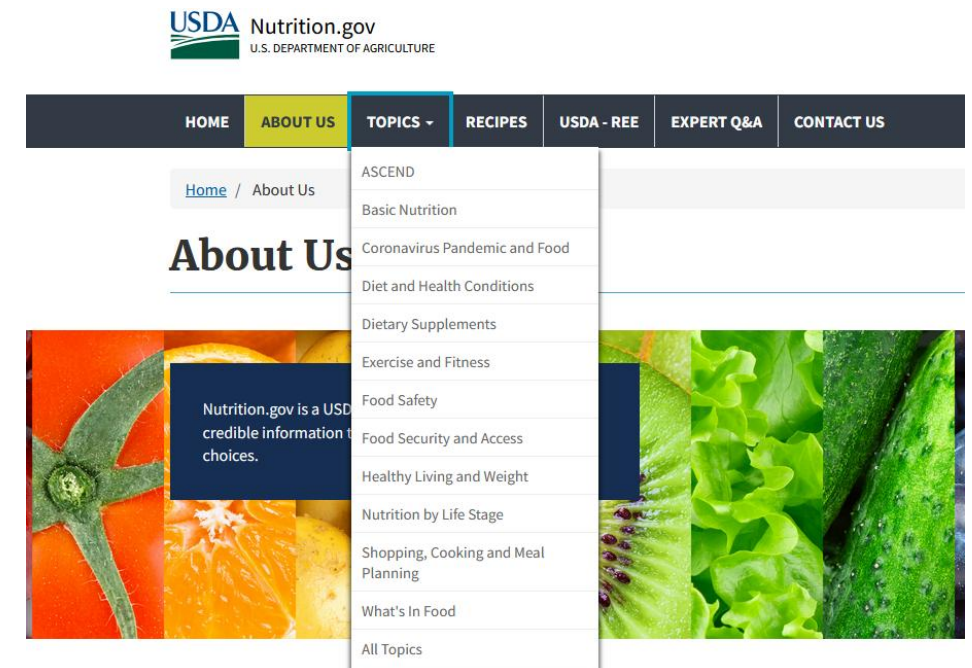 USDA Nutrition.gov
U.S. DEPARTMENT OF AGRICULTURE
HOME ABOUT US TOPICS RECIPES USDA - REE EXPERT Q&A CONTACT US
Home / About Us
About Us
Nutrition.gov is a USD
credible information t
choices.
ASCEND
Basic Nutrition
Coronavirus Pandemic and Food
Diet and Health Conditions
Dietary Supplements
Exercise and Fitness
Food Safety
Food Security and Access
Healthy Living and Weight
Nutrition by Life Stage
Shopping, Cooking and Meal
Planning
What's In Food
All Topics